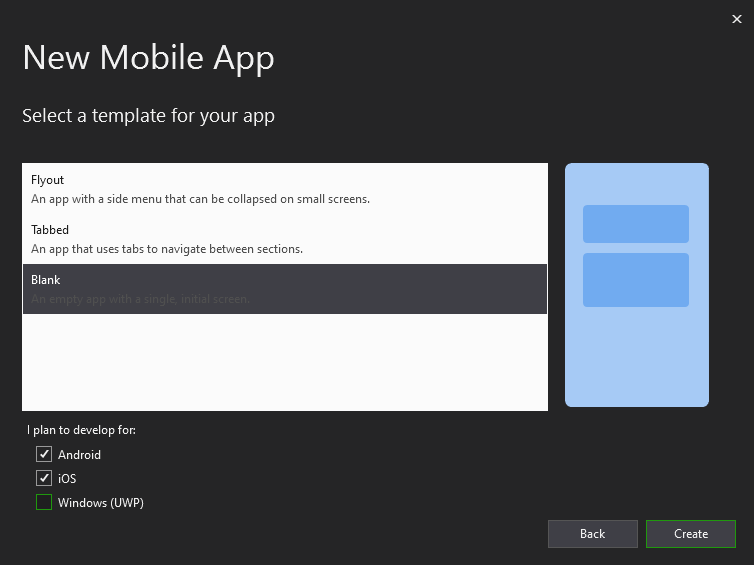 New Mobile App
Select a template for your app
Flyout
An app with a side menu that can be collapsed on small screens.
Tabbed
An app that uses tabs to navigate between sections.
Blank
An empty app with a single, initial screen.
I plan to develop for:
Android
iOS
Windows (UWP)
Back
Create